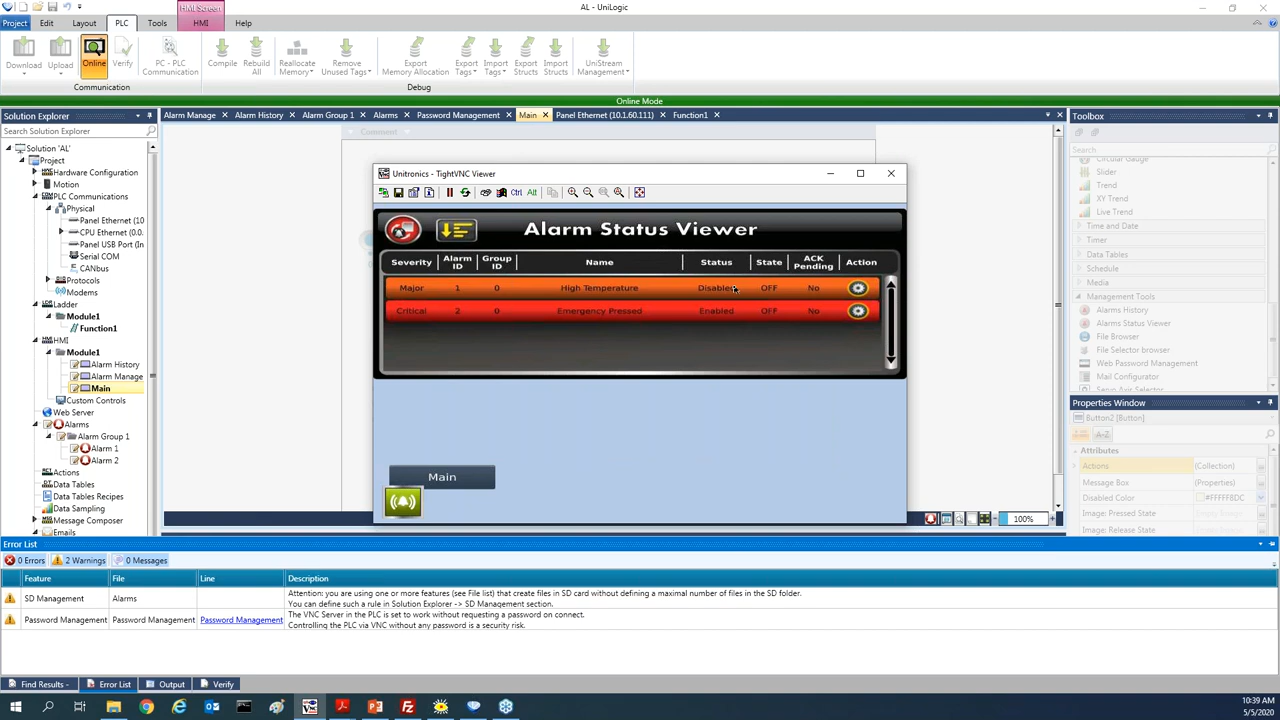 HMI Screen
AL - UniLogic
Project Edit Layout PLC Tools HMI Help
Download Upload Online Verify PC - PLC Communication Compile Rebuild All Reallocate Memory Remove Unused Tags Export Memory Allocation Export Tags Import Tags Export Structs Import Structs UniStream Management
Communication Debug
Online Mode
Solution Explorer
Search Solution Explorer
Solution 'AL'
Project
Hardware Configuration
Motion
PLC Communications
Physical
Panel Ethernet (10
CPU Ethernet (0.0.
Panel USB Port (In
Serial COM
CANbus
Protocols
Modems
Ladder
Module1
Function1
HMI
Module1
Alarm History
Alarm Manage
Main
Custom Controls
Web Server
Alarms
Alarm Group 1
Alarm 1
Alarm 2
Actions
Data Tables
Data Tables Recipes
Data Sampling
Message Composer
Emails
Alarm Manage Alarm History Alarm Group 1 Alarms Password Management Main Panel Ethernet (10.1.60.111) Function1
Comment
Unitronics - TightVNC Viewer
Ctrl Alt
Alarm Status Viewer
Severity Alarm ID Group ID Name Status State ACK Pending Action
Major 1 0 High Temperature Disabled OFF No
Critical 2 0 Emergency Pressed Enabled OFF No
Main
100%
Toolbox
Search
Circular Gauge
Slider
Trend
XY Trend
Live Trend
Time and Date
Timer
Data Tables
Schedule
Media
Management Tools
Alarms History
Alarms Status Viewer
File Browser
File Selector browser
Web Password Management
Mail Configurator
Servo Axis Selector
Properties Window
Button2 [Button]
Attributes
Actions (Collection)
Message Box (Properties)
Disabled Color #FFFFF8DC
Image: Pressed State
Image: Release State
Error List
0 Errors 2 Warnings 0 Messages
Feature File Line Description
SD Management Alarms Attention: you are using one or more features (see File list) that create files in SD card without defining a maximal number of files in the SD folder.
You can define such a rule in Solution Explorer -> SD Management section.
Password Management Password Management Password Management The VNC Server in the PLC is set to work without requesting a password on connect.
Controlling the PLC via VNC without any password is a security risk.
Find Results - Error List Output Verify
10:39 AM
5/5/2020